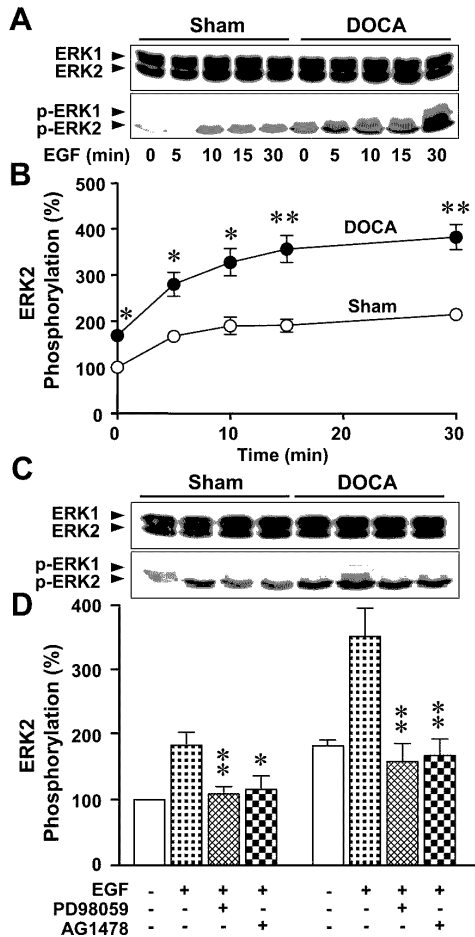 A
Sham DOCA
ERK1
ERK2
p-ERK1
p-ERK2
EGF (min) 0 5 10 15 30 0 5 10 15 30
B
500
400
300
200
100
0
ERK2
Phosphorylation (%)
* * * ** **
DOCA
Sham
0 10 20 30
Time (min)
C
Sham DOCA
ERK1
ERK2
p-ERK1
p-ERK2
D
400
300
200
100
0
ERK2
Phosphorylation (%)
** * ** **
EGF - + + + - + + +
PD98059 - - + - - - + -
AG1478 - - - + - - - +